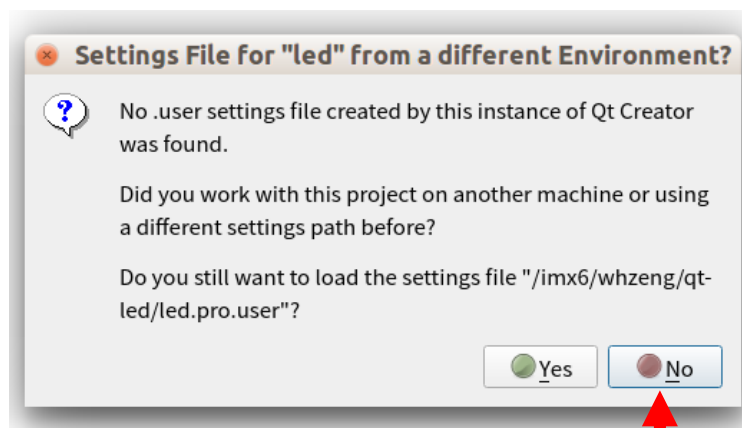 Settings File for "led" from a different Environment?
No .user settings file created by this instance of Qt Creator
was found.
Did you work with this project on another machine or using
a different settings path before?
Do you still want to load the settings file "/imx6/whzeng/qt-
led/led.pro.user"?
Yes
No